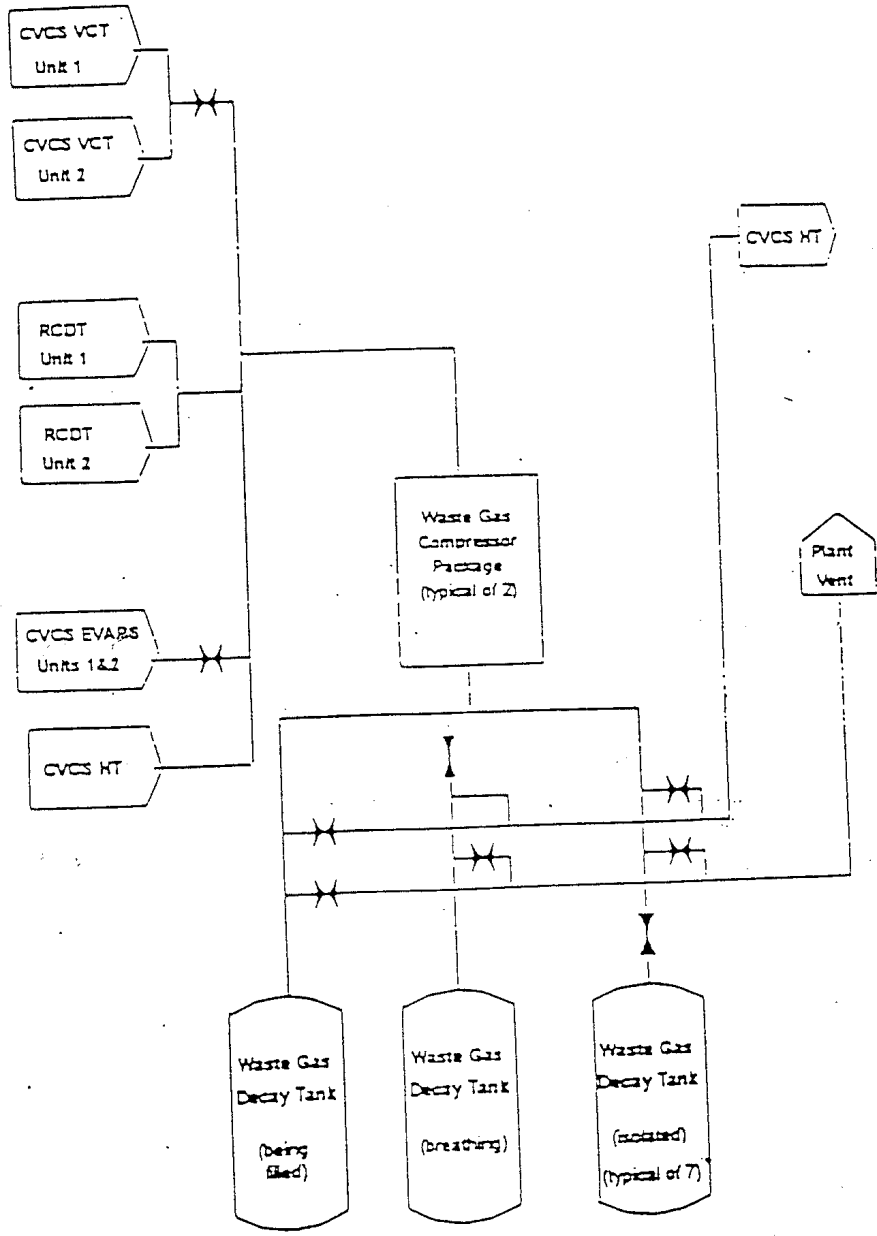 CVCS VCT
Unit 1
CVCS VCT
Unit 2
CVCS HT
RCDT
Unit 1
RCDT
Unit 2
Waste Gas
Compressor
Package
(typical of 2)
Plant
Vent
CVCS EVAPS
Units 1&2
CVCS HT
Waste Gas
Decay Tank
(being
filled)
Waste Gas
Decay Tank
(breathing)
Waste Gas
Decay Tank
(isolated)
(typical of 7)